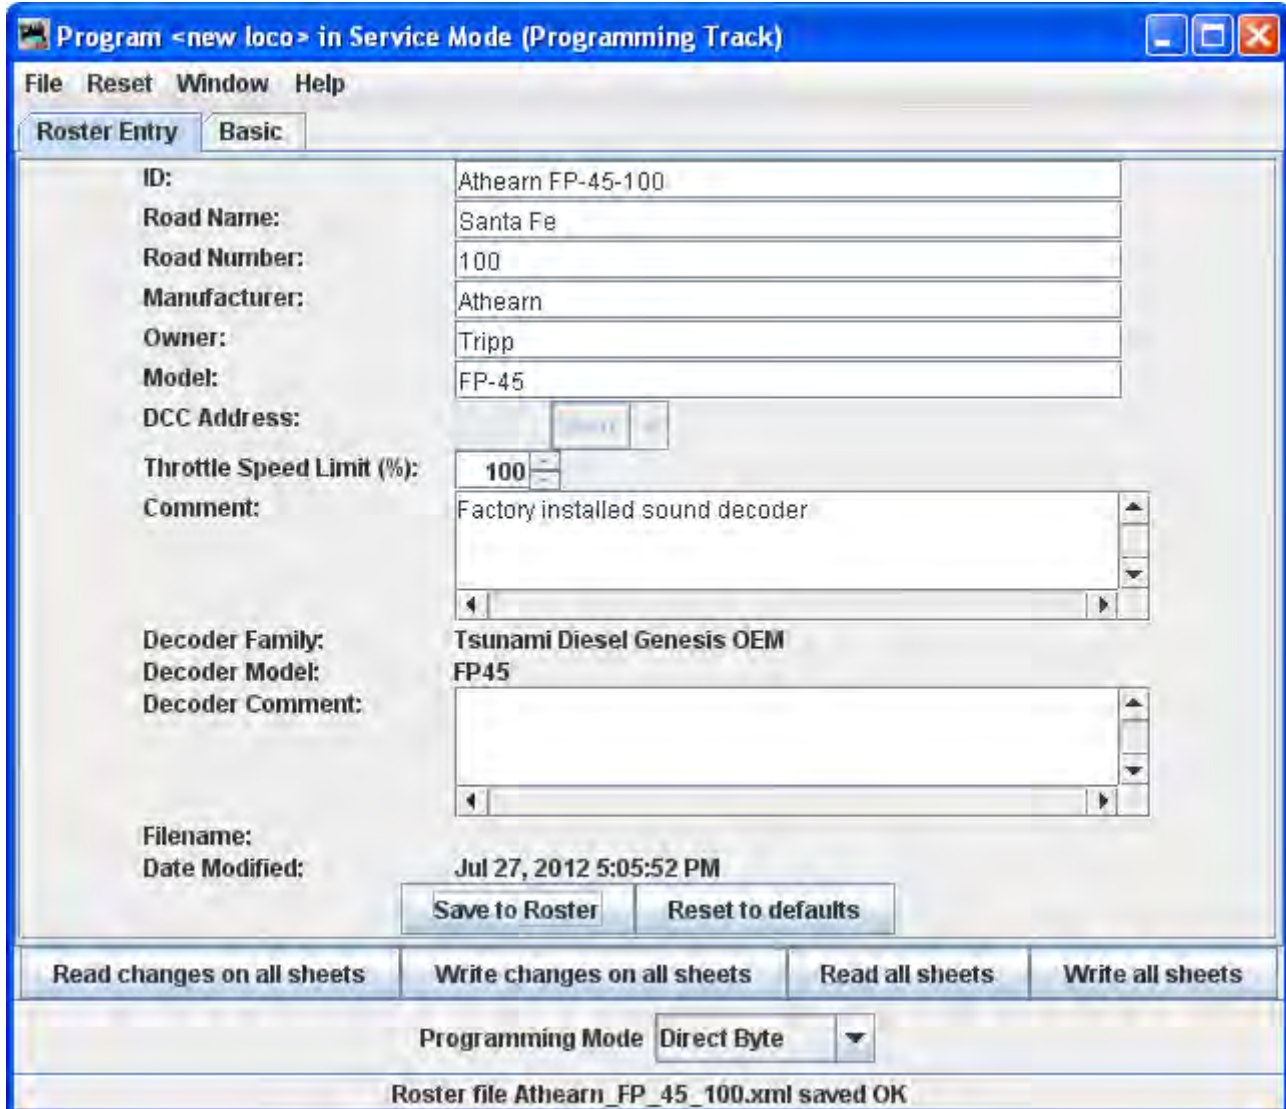 Program <new loco> in Service Mode (Programming Track)
File Reset Window Help
Roster Entry Basic
ID: Athearn FP-45-100
Road Name: Santa Fe
Road Number: 100
Manufacturer: Athearn
Owner: Tripp
Model: FP-45
DCC Address:
Throttle Speed Limit (%): 100
Comment: Factory installed sound decoder
Decoder Family: Tsunami Diesel Genesis OEM
Decoder Model: FP45
Decoder Comment:
Filename:
Date Modified: Jul 27, 2012 5:05:52 PM
Save to Roster Reset to defaults
Read changes on all sheets Write changes on all sheets Read all sheets Write all sheets
Programming Mode Direct Byte
Roster file Athearn_FP_45_100.xml saved OK